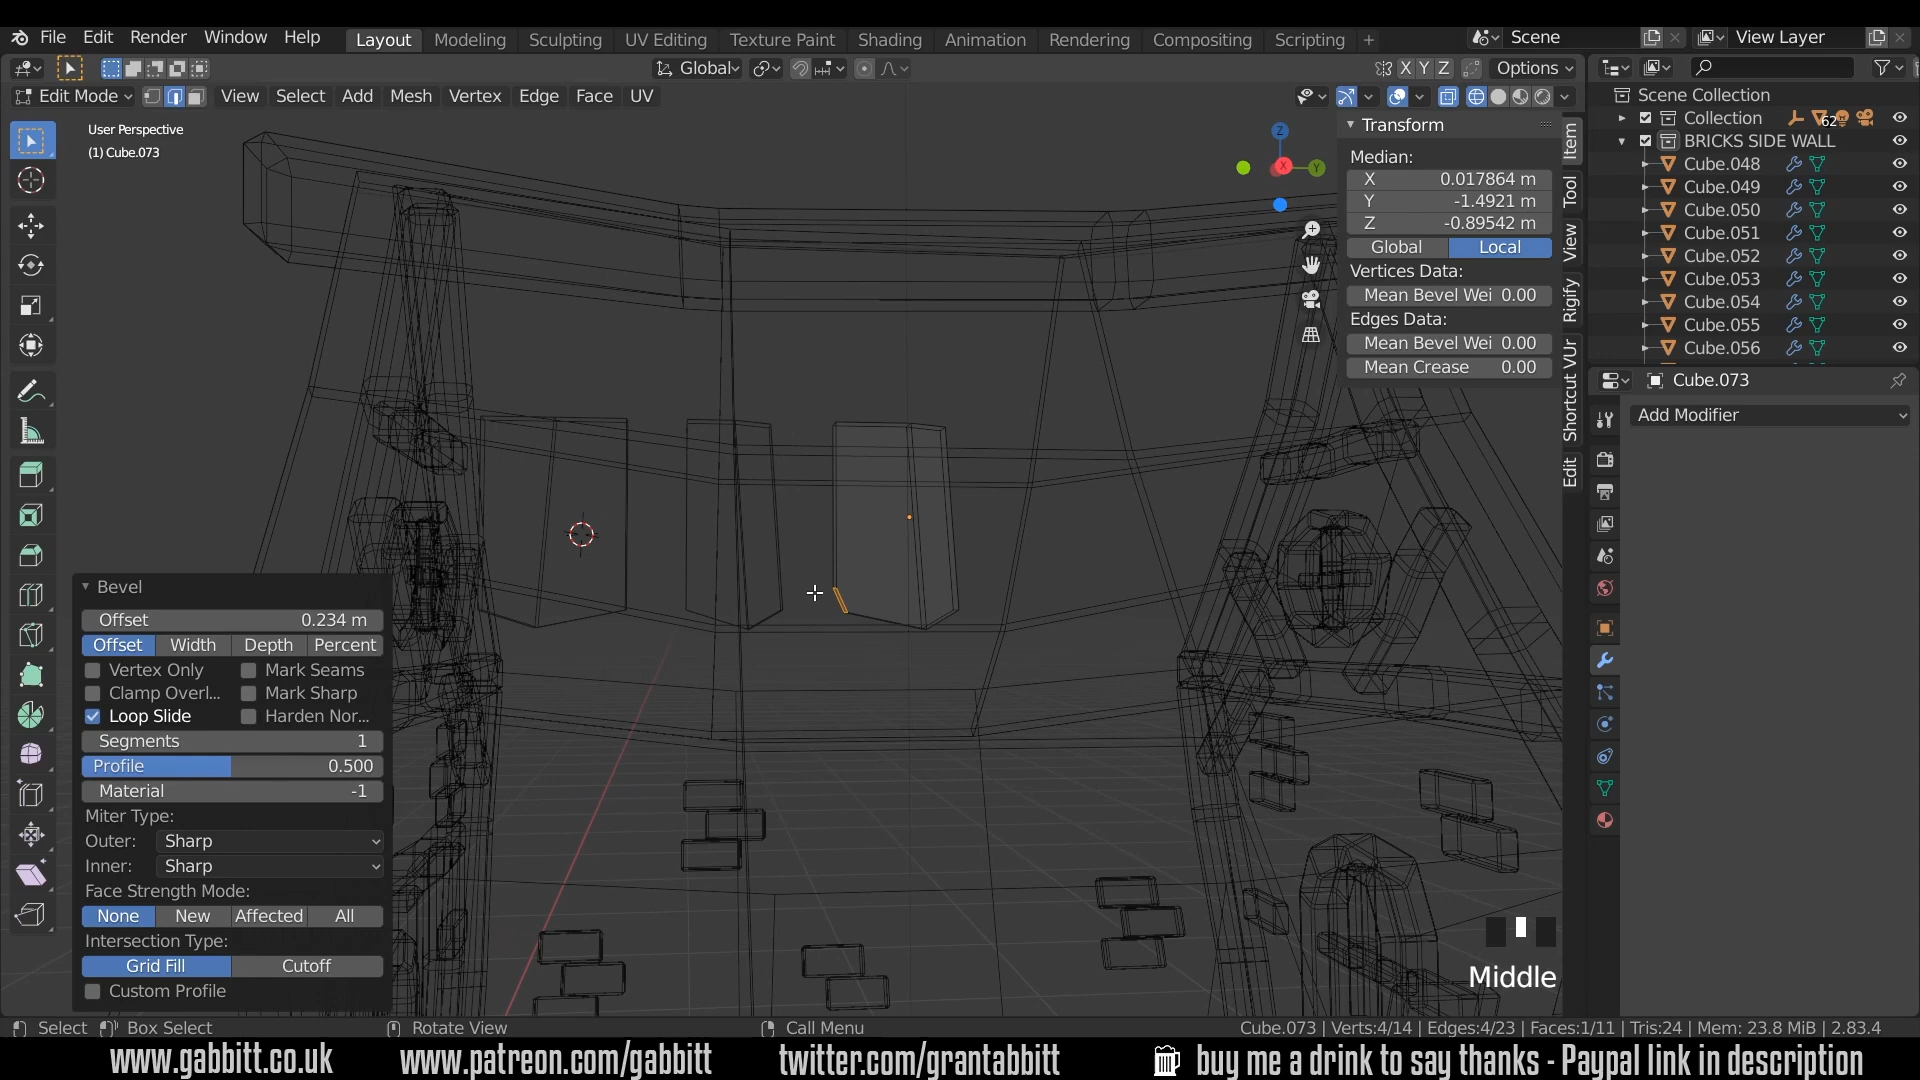 File Edit Render Window Help Layout Modeling Sculpting UV Editing Texture Paint Shading Animation Rendering Compositing Scripting + Scene View Layer
Global X Y Z Options
Edit Mode View Select Add Mesh Vertex Edge Face UV
User Perspective
(1) Cube.073
Z
X
Y
Transform
Median:
X 0.017864 m
Y -1.4921 m
Z -0.89542 m
Global Local
Vertices Data:
Mean Bevel Wei 0.00
Edges Data:
Mean Bevel Wei 0.00
Mean Crease 0.00
Item
Tool
View
Rigify
Shortcut VUr
Edit
Scene Collection
Collection 62
BRICKS SIDE WALL
Cube.048
Cube.049
Cube.050
Cube.051
Cube.052
Cube.053
Cube.054
Cube.055
Cube.056
Cube.073
Add Modifier
Bevel
Offset 0.234 m
Offset Width Depth Percent
Vertex Only Mark Seams
Clamp Overl... Mark Sharp
Loop Slide Harden Nor...
Segments 1
Profile 0.500
Material -1
Miter Type:
Outer: Sharp
Inner: Sharp
Face Strength Mode:
None New Affected All
Intersection Type:
Grid Fill Cutoff
Custom Profile
Middle
Select Box Select Rotate View Call Menu Cube.073 | Verts:4/14 | Edges:4/23 | Faces:1/11 | Tris:24 | Mem: 23.8 MiB | 2.83.4
www.gabbitt.co.uk www.patreon.com/gabbitt twitter.com/grantabbitt buy me a drink to say thanks - Paypal link in description